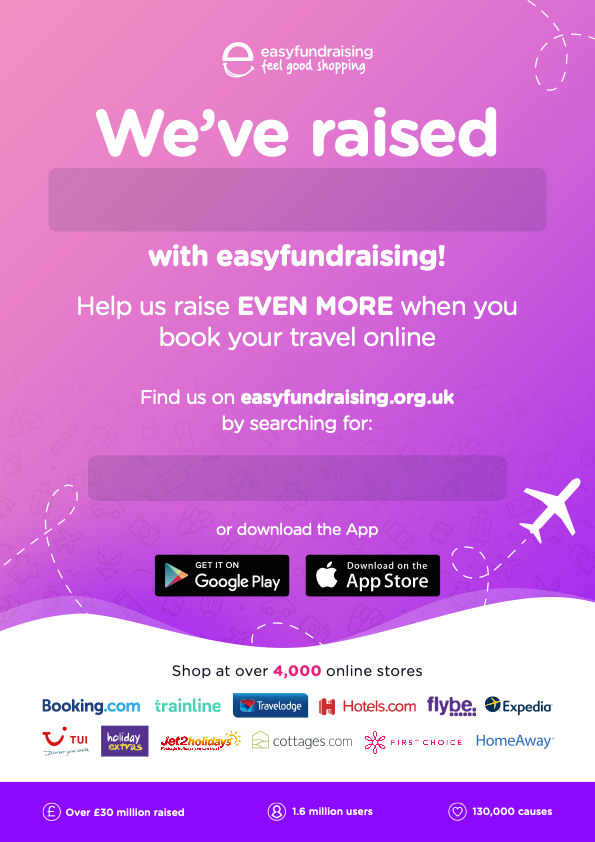 easyfundraising
feel good shopping
We've raised
with easyfundraising!
Help us raise EVEN MORE when you
book your travel online
Find us on easyfundraising.org.uk
by searching for:
or download the App
GET IT ON
Google Play
Download on the
App Store
Shop at over 4,000 online stores
Booking.com trainline Travelodge Hotels.com flybe. Expedia
TUI holiday extras Jet2holidays cottages.com FIRST CHOICE HomeAway
Over £30 million raised 1.6 million users 130,000 causes